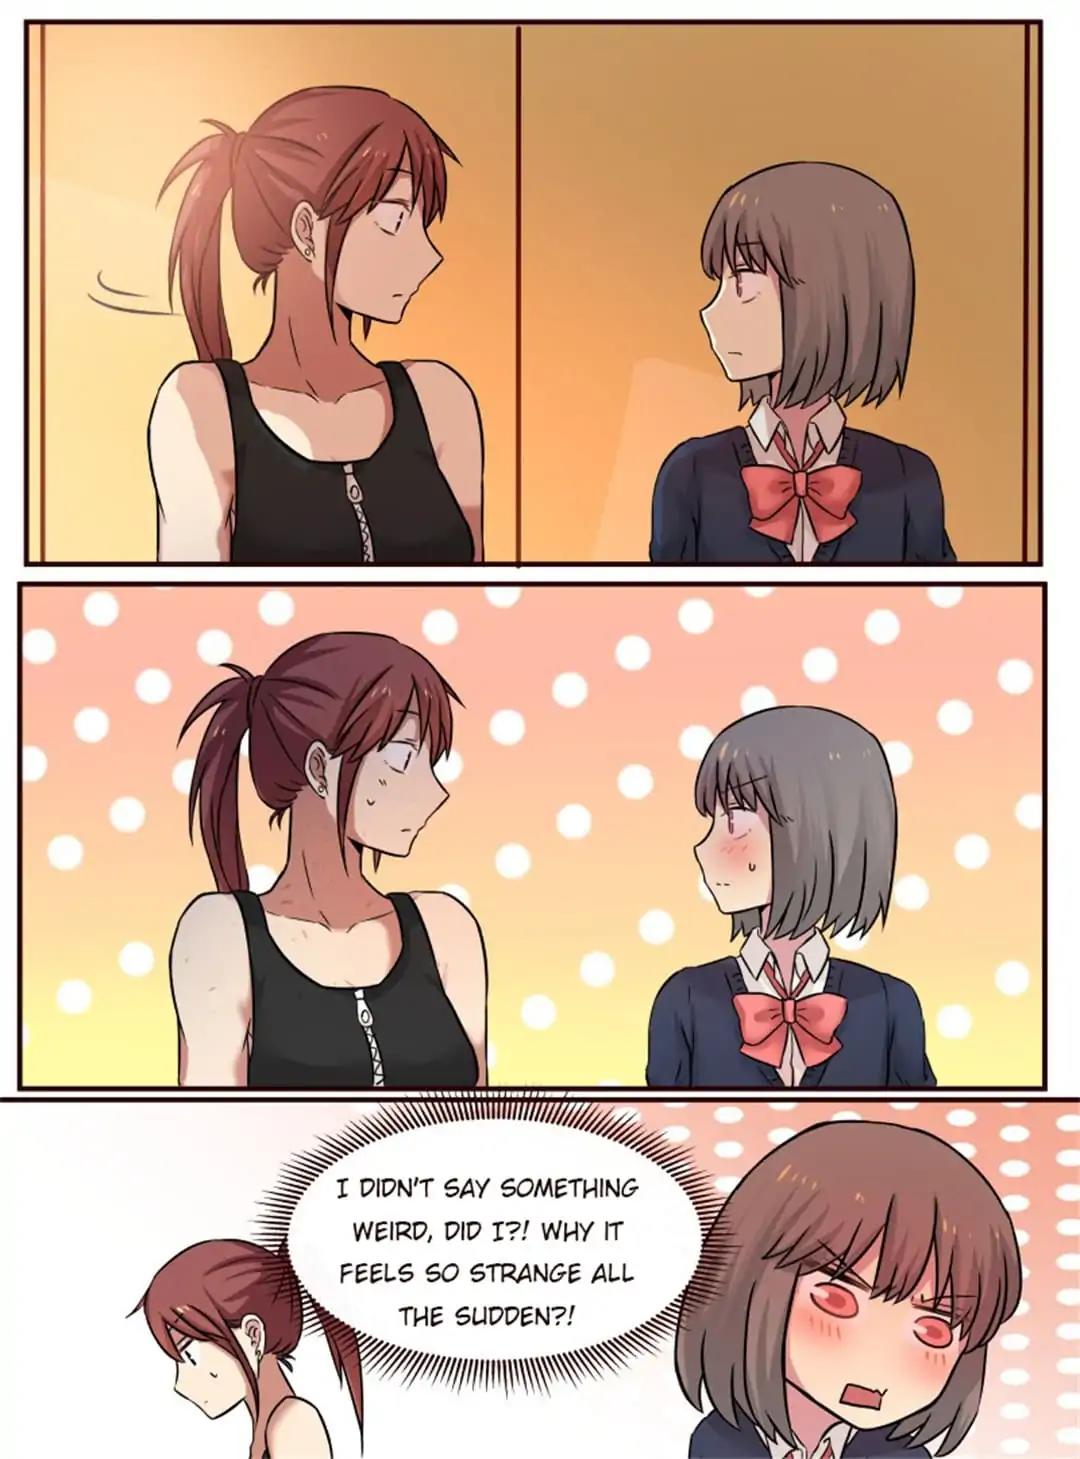 I DIDN'T SAY SOMETHING
WEIRD, DID I?! WHY IT
FEELS SO STRANGE ALL
THE SUDDEN?!